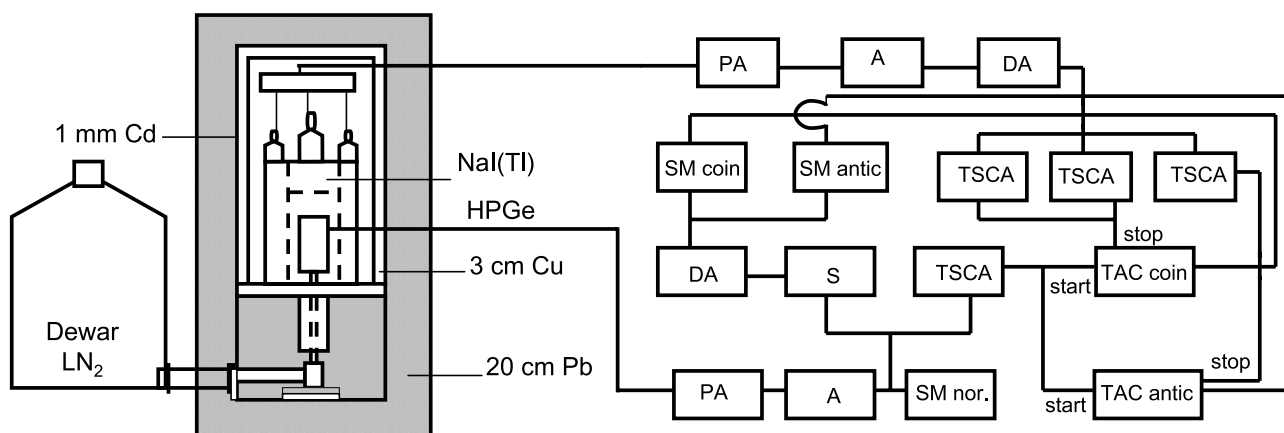 1 mm Cd
NaI(Tl)
HPGe
3 cm Cu
20 cm Pb
Dewar
LN2
PA
A
DA
SM coin
SM antic
TSCA
TSCA
TSCA
stop
DA
S
TSCA
start
TAC coin
stop
PA
A
SM nor.
start
TAC antic